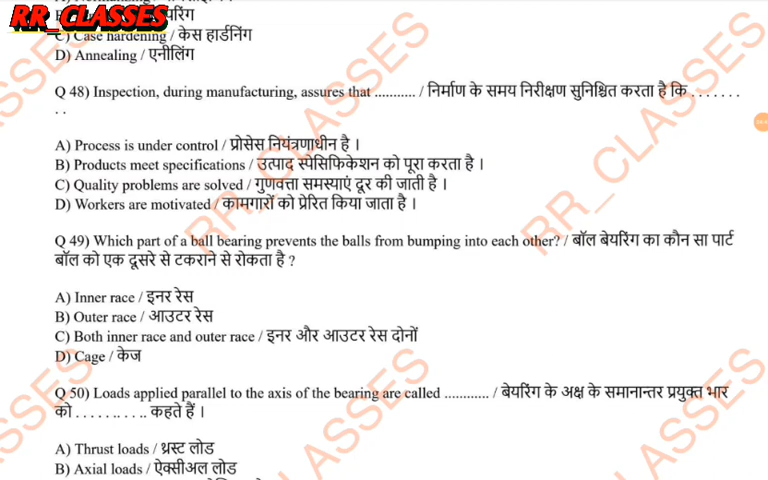 RR_CLASSES
C) Case hardening / केस हार्डनिंग
D) Annealing / एनीलिंग
Q 48) Inspection, during manufacturing, assures that ........... / निर्माण के समय निरीक्षण सुनिश्चित करता है कि . . . . . . .
. .
A) Process is under control / प्रोसेस नियंत्रणाधीन है ।
B) Products meet specifications / उत्पाद स्पेसिफिकेशन को पूरा करता है ।
C) Quality problems are solved / गुणवत्ता समस्याएं दूर की जाती है ।
D) Workers are motivated / कामगारों को प्रेरित किया जाता है ।
Q 49) Which part of a ball bearing prevents the balls from bumping into each other? / बॉल बेयरिंग का कौन सा पार्ट
बॉल को एक दूसरे से टकराने से रोकता है ?
A) Inner race / इनर रेस
B) Outer race / आउटर रेस
C) Both inner race and outer race / इनर और आउटर रेस दोनों
D) Cage / केज
Q 50) Loads applied parallel to the axis of the bearing are called ............ / बेयरिंग के अक्ष के समानान्तर प्रयुक्त भार
को . . . . . .. . . .. कहते हैं ।
A) Thrust loads / थ्रस्ट लोड
B) Axial loads / ऐक्सीअल लोड